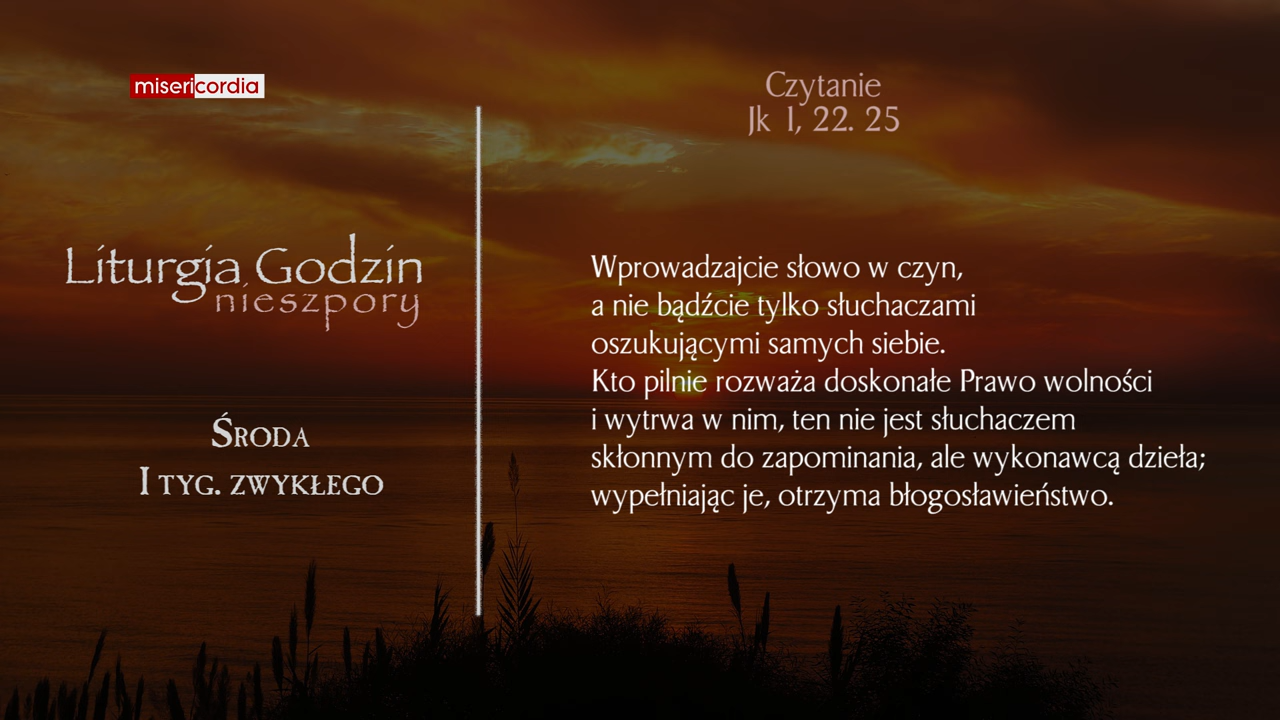 misericordia
Liturgia Godzin
nieszpory
Środa
I tyg. zwykłego
Czytanie
Jk 1, 22. 25
Wprowadzajcie słowo w czyn,
a nie bądźcie tylko słuchaczami
oszukującymi samych siebie.
Kto pilnie rozważa doskonałe Prawo wolności
i wytrwa w nim, ten nie jest słuchaczem
skłonnym do zapominania, ale wykonawcą dzieła;
wypełniając je, otrzyma błogosławieństwo.